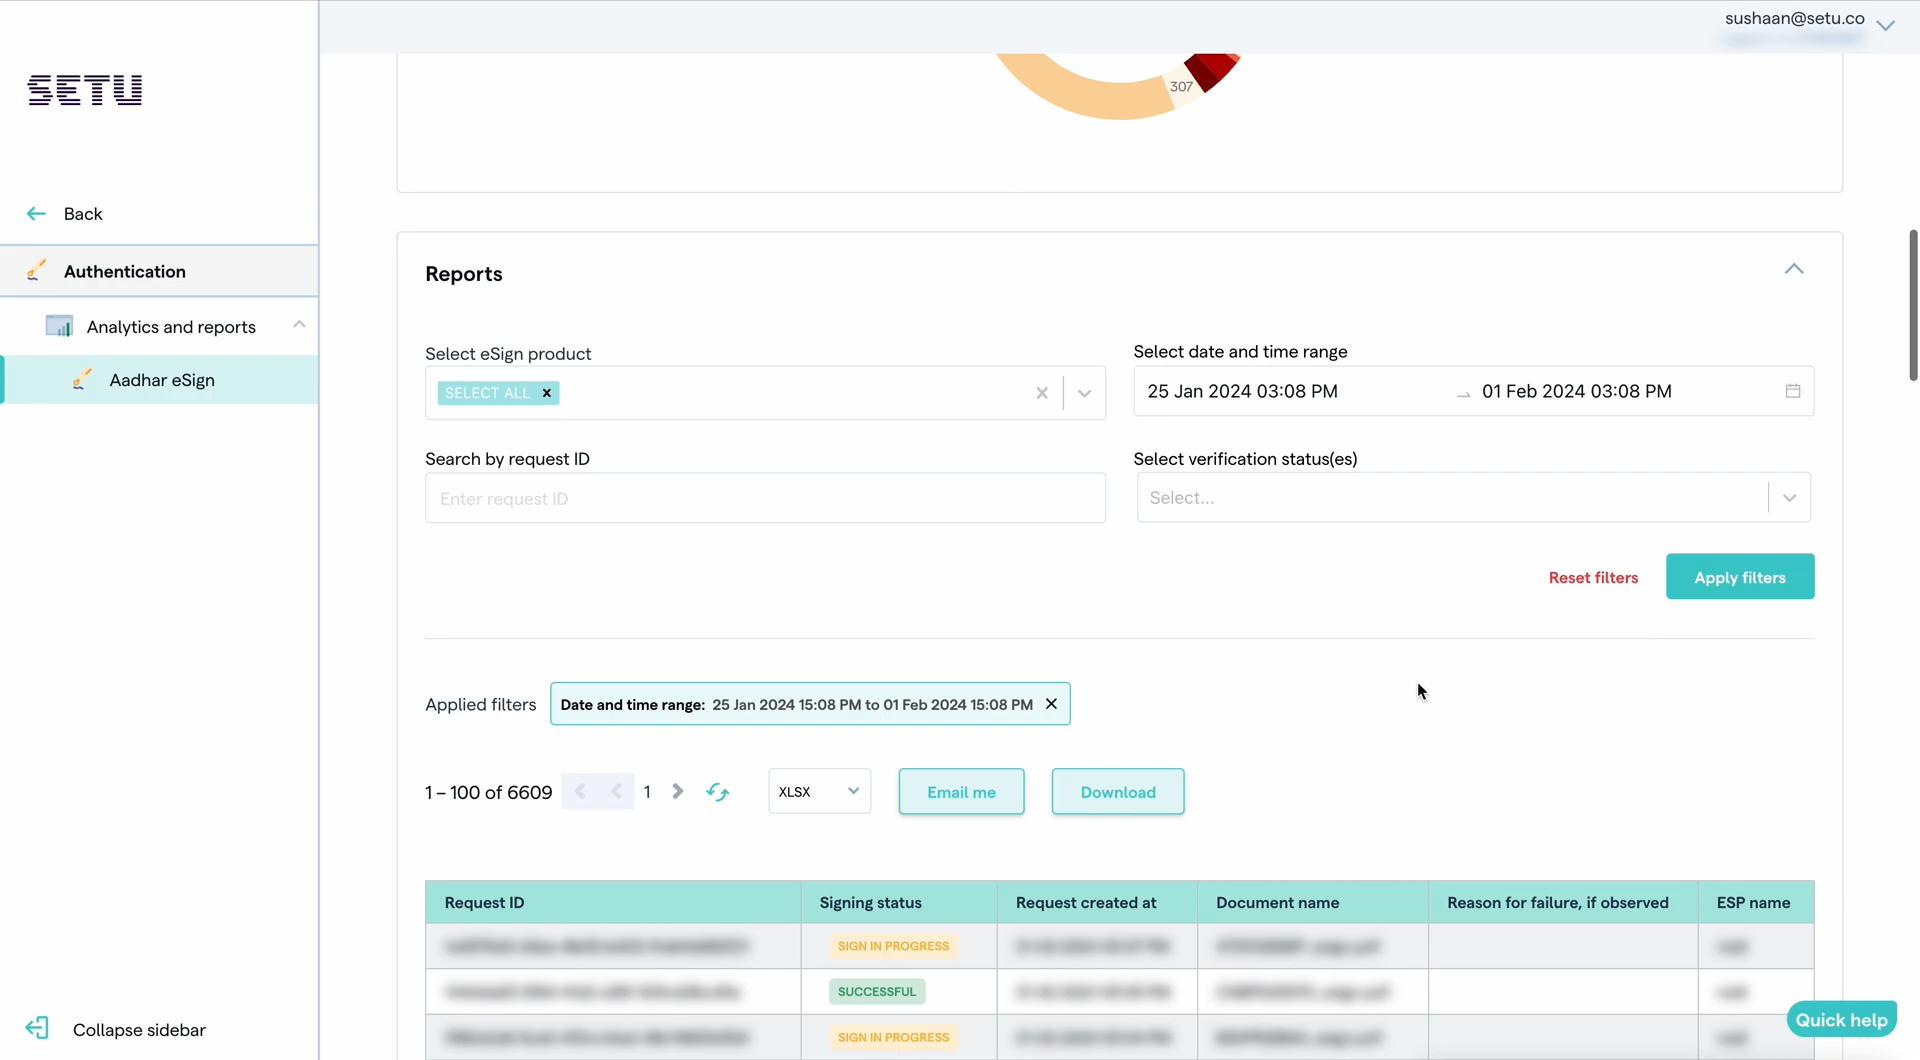 sushaan@setu.co
SETU
307
Back
Authentication
Analytics and reports
Aadhar eSign
Reports
Select eSign product
Select date and time range
SELECT ALL
25 Jan 2024 03:08 PM
01 Feb 2024 03:08 PM
Search by request ID
Select verification status(es)
Enter request ID
Select...
Reset filters
Apply filters
Applied filters
Date and time range: 25 Jan 2024 15:08 PM to 01 Feb 2024 15:08 PM
1 – 100 of 6609
1
XLSX
Email me
Download
Request ID
Signing status
Request created at
Document name
Reason for failure, if observed
ESP name
SIGN IN PROGRESS
SUCCESSFUL
SIGN IN PROGRESS
Quick help
Collapse sidebar